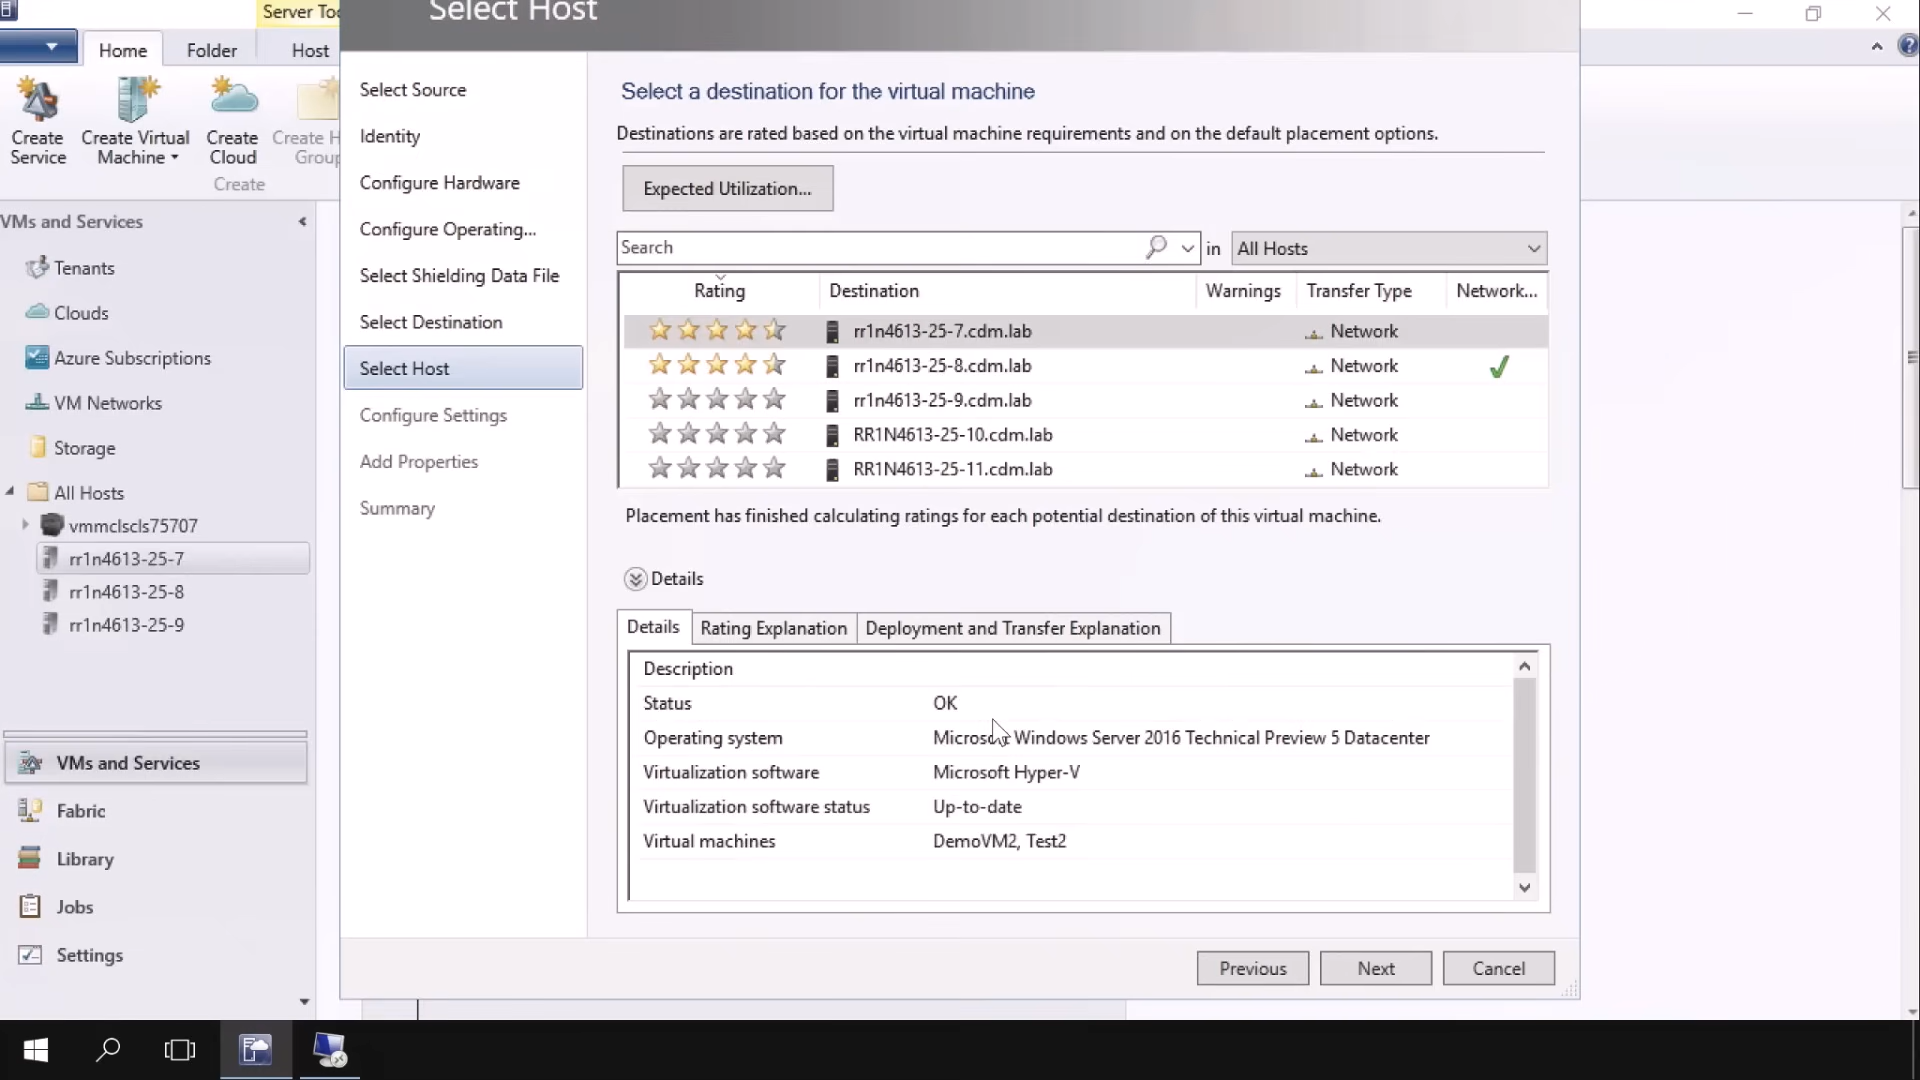 Server Too
Select Host
Home
Folder
Host
Create Service
Create Virtual Machine
Create Cloud
Create H
Group
Create
VMs and Services
Tenants
Clouds
Azure Subscriptions
VM Networks
Storage
All Hosts
vmmclscls75707
rr1n4613-25-7
rr1n4613-25-8
rr1n4613-25-9
VMs and Services
Fabric
Library
Jobs
Settings
Select Source
Identity
Configure Hardware
Configure Operating...
Select Shielding Data File
Select Destination
Select Host
Configure Settings
Add Properties
Summary
Select a destination for the virtual machine
Destinations are rated based on the virtual machine requirements and on the default placement options.
Expected Utilization...
Search in All Hosts
Rating Destination Warnings Transfer Type Network...
rr1n4613-25-7.cdm.lab Network
rr1n4613-25-8.cdm.lab Network
rr1n4613-25-9.cdm.lab Network
RR1N4613-25-10.cdm.lab Network
RR1N4613-25-11.cdm.lab Network
Placement has finished calculating ratings for each potential destination of this virtual machine.
Details
Details Rating Explanation Deployment and Transfer Explanation
Description
Status OK
Operating system Microsoft Windows Server 2016 Technical Preview 5 Datacenter
Virtualization software Microsoft Hyper-V
Virtualization software status Up-to-date
Virtual machines DemoVM2, Test2
Previous Next Cancel